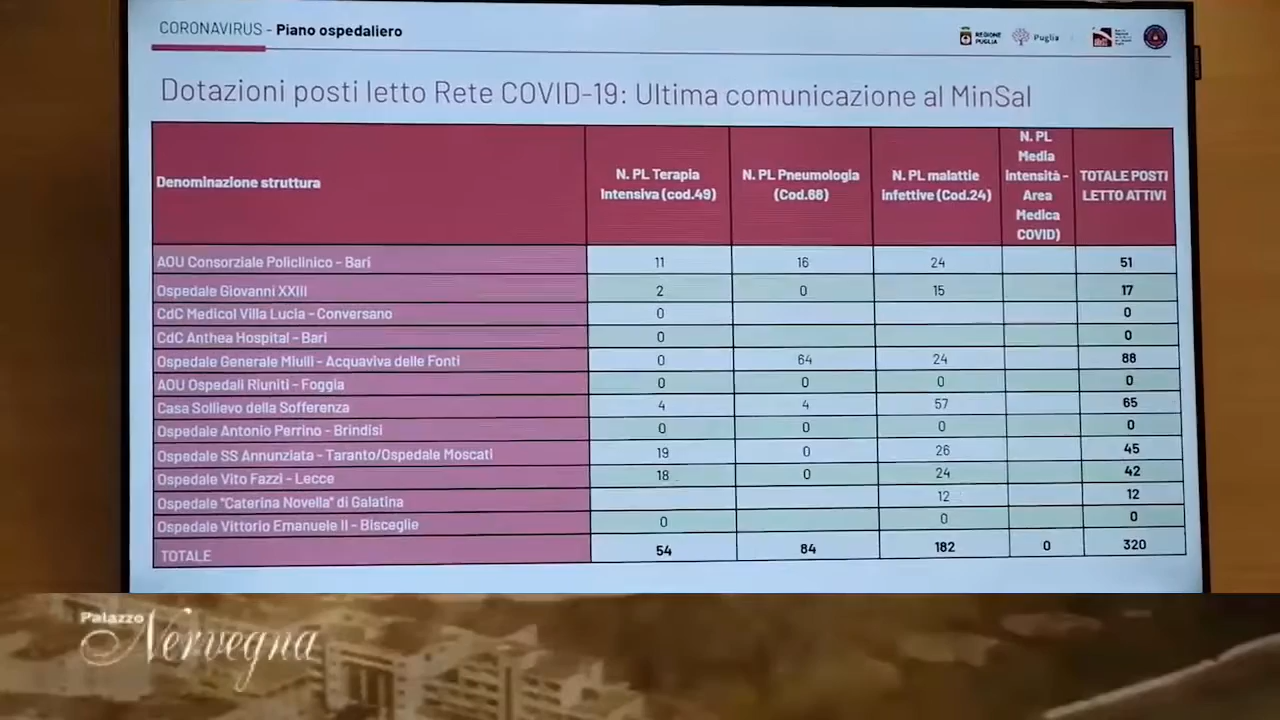 CORONAVIRUS - Piano ospedaliero
REGIONE PUGLIA
Puglia
Dotazioni posti letto Rete COVID-19: Ultima comunicazione al MinSal
Denominazione struttura
N. PL Terapia Intensiva (cod.49)
N. PL Pneumologia (Cod.68)
N. PL malattie infettive (Cod.24)
N. PL Media Intensità - Area Medica COVID)
TOTALE POSTI LETTO ATTIVI
AOU Consorziale Policlinico - Bari 11 16 24 51
Ospedale Giovanni XXIII 2 0 15 17
CdC Medicol Villa Lucia - Conversano 0 0
CdC Anthea Hospital - Bari 0 0
Ospedale Generale Miulli - Acquaviva delle Fonti 0 64 24 88
AOU Ospedali Riuniti - Foggia 0 0 0 0
Casa Sollievo della Sofferenza 4 4 57 65
Ospedale Antonio Perrino - Brindisi 0 0 0 0
Ospedale SS Annunziata - Taranto/Ospedale Moscati 19 0 26 45
Ospedale Vito Fazzi - Lecce 18 0 24 42
Ospedale "Caterina Novella" di Galatina 12 12
Ospedale Vittorio Emanuele II - Bisceglie 0 0 0
TOTALE 54 84 182 0 320
Palazzo
Nervegna